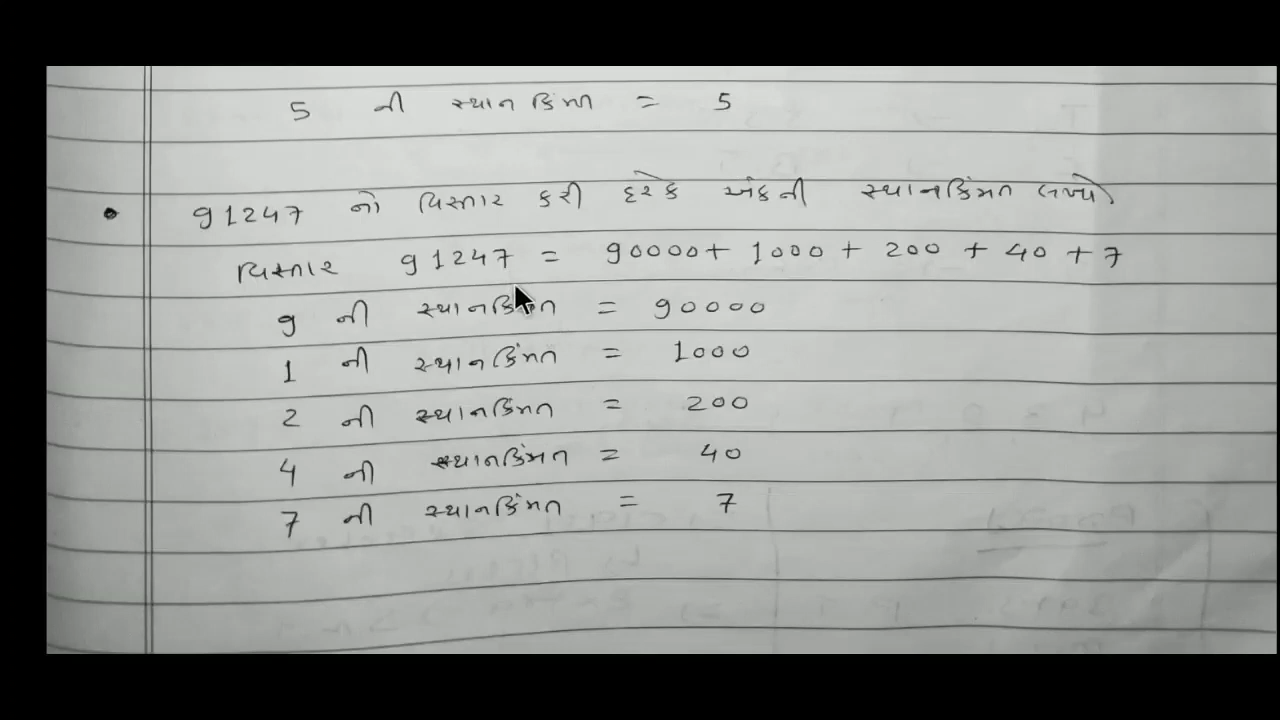 5 ની સ્થાન કિંમત = 5
91247 નો વિસ્તાર કરી દરેક અંકની સ્થાનકિંમત લખો
વિસ્તાર 91247 = 90000 + 1000 + 200 + 40 + 7
9 ની સ્થાનકિંમત = 90000
1 ની સ્થાનકિંમત = 1000
2 ની સ્થાનકિંમત = 200
4 ની સ્થાનકિંમત = 40
7 ની સ્થાનકિંમત = 7